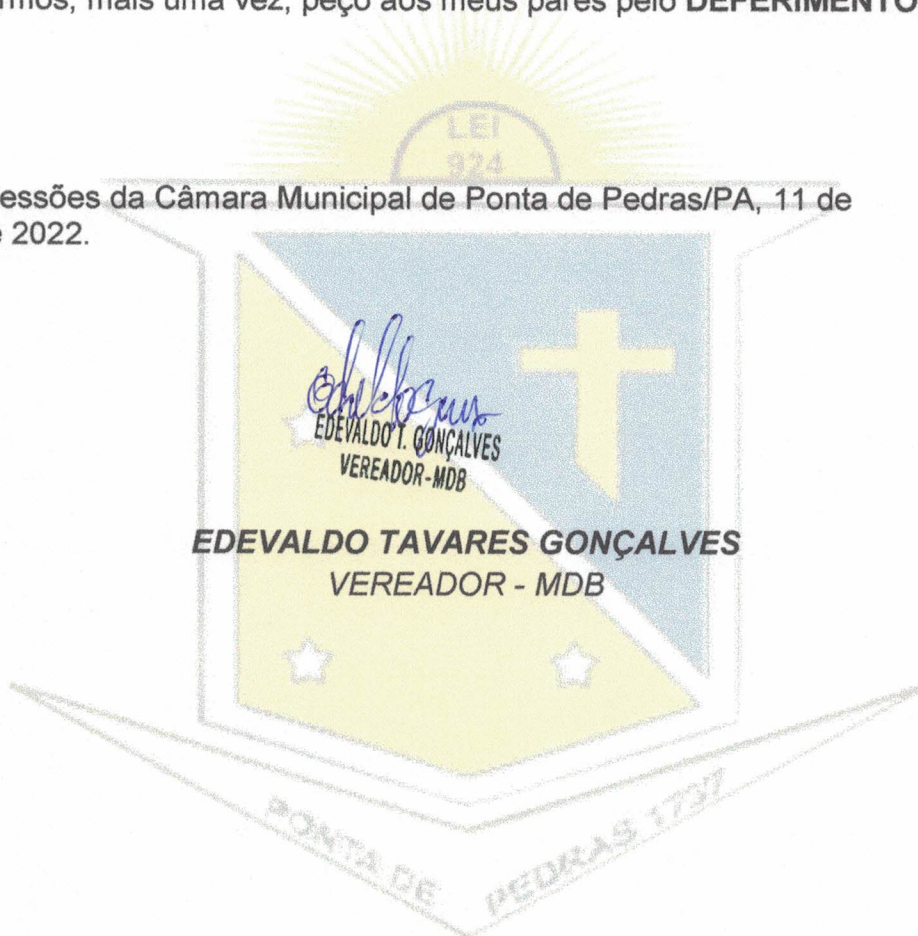 rmos, mais uma vez, peço aos meus pares pelo DEFERIMENTO
LEI
924
essões da Câmara Municipal de Ponta de Pedras/PA, 11 de
e 2022.
EDEVALDO T. GONÇALVES
VEREADOR-MDB
EDEVALDO TAVARES GONÇALVES
VEREADOR - MDB
PONTA DE PEDRAS 1737